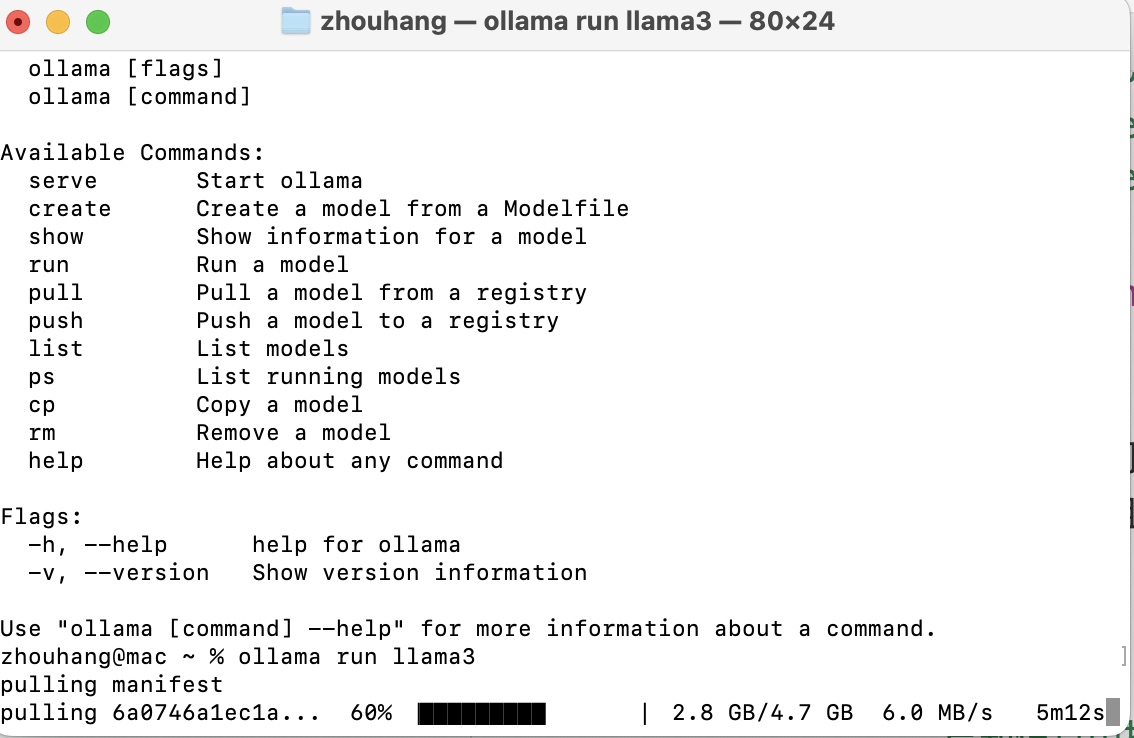 zhouhang — ollama run llama3 — 80×24
ollama [flags]
ollama [command]
Available Commands:
serve Start ollama
create Create a model from a Modelfile
show Show information for a model
run Run a model
pull Pull a model from a registry
push Push a model to a registry
list List models
ps List running models
cp Copy a model
rm Remove a model
help Help about any command
Flags:
-h, --help help for ollama
-v, --version Show version information
Use "ollama [command] --help" for more information about a command.
zhouhang@mac ~ % ollama run llama3 ]
pulling manifest
pulling 6a0746a1ec1a... 60% | 2.8 GB/4.7 GB 6.0 MB/s 5m12s